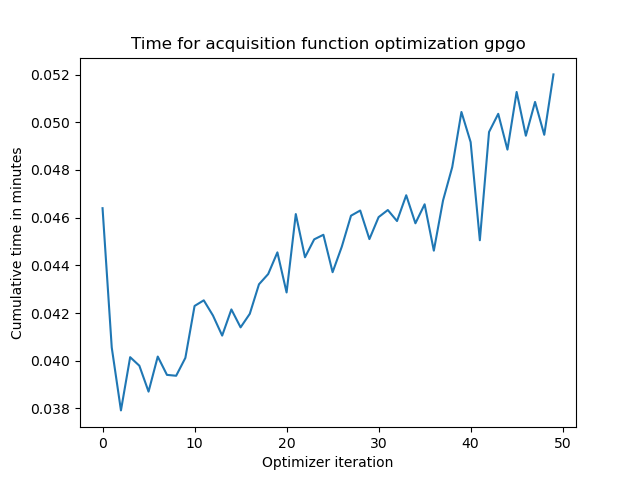 Time for acquisition function optimization gpgo
0.052
0.050
0.048
0.046
0.044
0.042
0.040
0.038
Cumulative time in minutes
0 10 20 30 40 50
Optimizer iteration